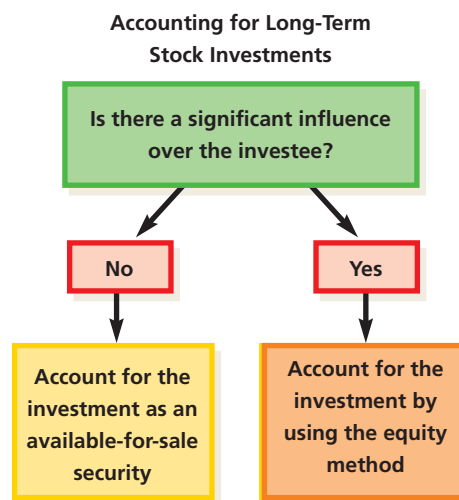 Accounting for Long-Term
Stock Investments
Is there a significant influence
over the investee?
No
Yes
Account for the
investment as an
available-for-sale
security
Account for the
investment by
using the equity
method